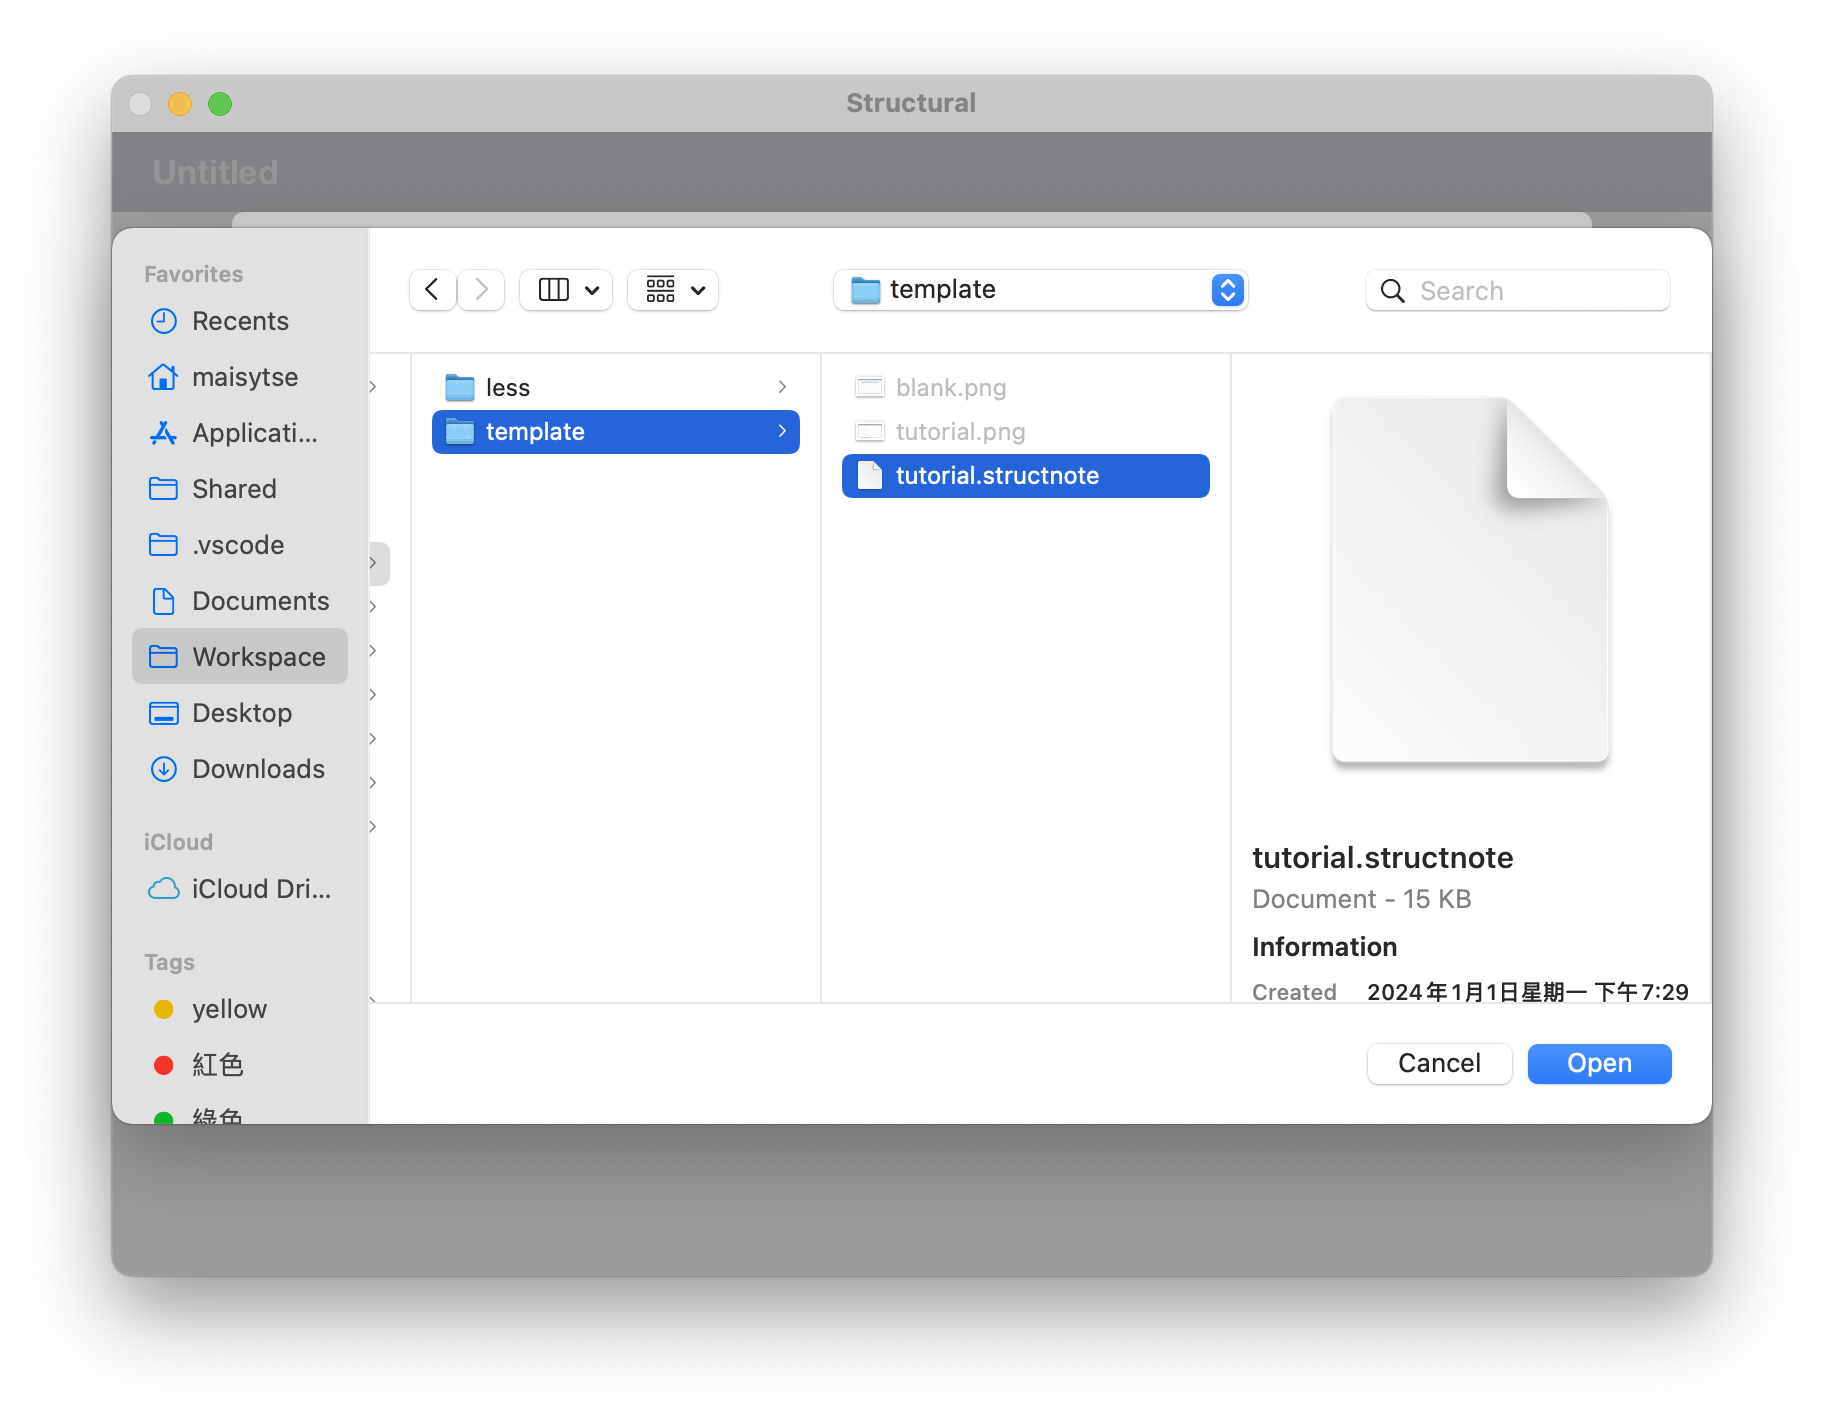 Structural
Untitled
Favorites
Recents
maisytse
Applicati...
Shared
.vscode
Documents
Workspace
Desktop
Downloads
iCloud
iCloud Dri...
Tags
yellow
紅色
綠色
template
Search
less
template
blank.png
tutorial.png
tutorial.structnote
tutorial.structnote
Document - 15 KB
Information
Created 2024年1月1日星期一 下午7:29
Cancel
Open